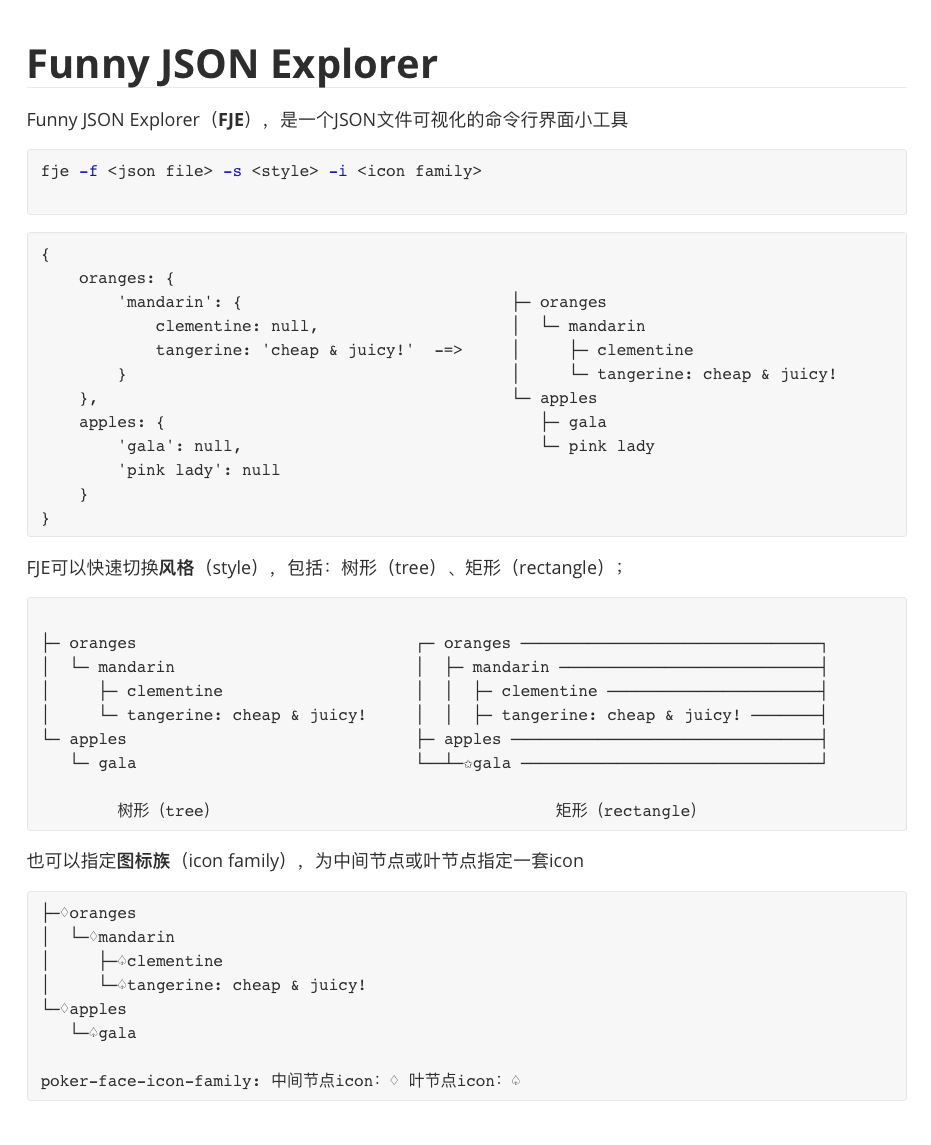 Funny JSON Explorer
Funny JSON Explorer（FJE），是一个JSON文件可视化的命令行界面小工具
fje -f <json file> -s <style> -i <icon family>
{
    oranges: {
        'mandarin': {                            ├─ oranges
            clementine: null,                    │  └─ mandarin
            tangerine: 'cheap & juicy!'  -=>     │     ├─ clementine
        }                                        │     └─ tangerine: cheap & juicy!
    },                                           └─ apples
    apples: {                                       ├─ gala
        'gala': null,                               └─ pink lady
        'pink lady': null
    }
}
FJE可以快速切换风格（style），包括：树形（tree）、矩形（rectangle）；
├─ oranges                             ┌─ oranges ───────────────────────────────┐
│  └─ mandarin                         │  ├─ mandarin ───────────────────────────┤
│     ├─ clementine                    │  │  ├─ clementine ──────────────────────┤
│     └─ tangerine: cheap & juicy!     │  │  ├─ tangerine: cheap & juicy! ───────┤
└─ apples                              ├─ apples ────────────────────────────────┤
   └─ gala                             └──┴─✩gala ───────────────────────────────┘
        树形（tree）                                   矩形（rectangle）
也可以指定图标族（icon family），为中间节点或叶节点指定一套icon
├─♢oranges
│  └─♢mandarin
│     ├─♤clementine
│     └─♤tangerine: cheap & juicy!
└─♢apples
   └─♤gala
poker-face-icon-family: 中间节点icon：♢ 叶节点icon：♤